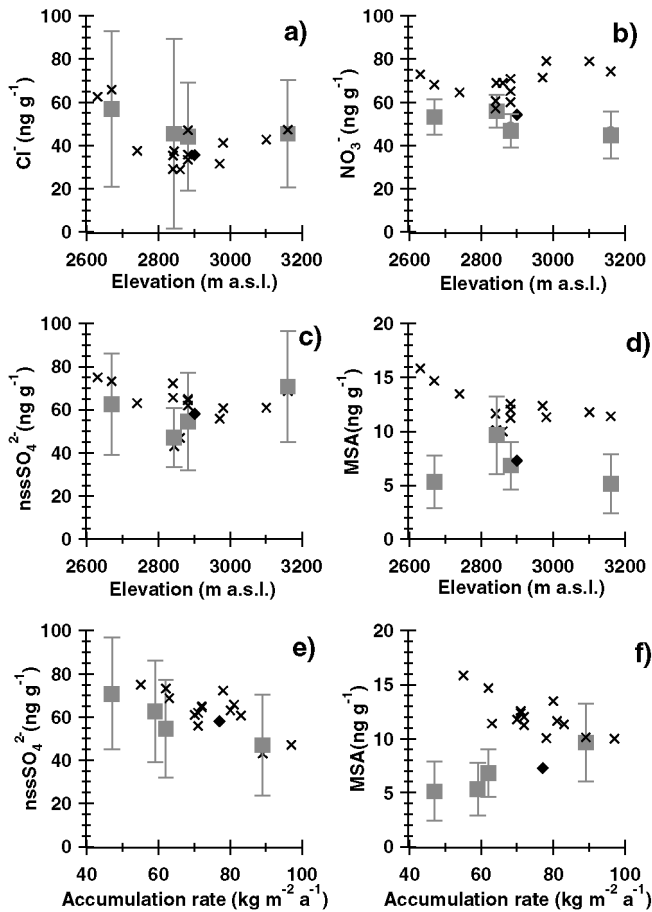 a)
Cl⁻ (ng g⁻¹)
100
80
60
40
20
0
2600 2800 3000 3200
Elevation (m a.s.l.)
b)
NO₃⁻ (ng g⁻¹)
100
80
60
40
20
0
2600 2800 3000 3200
Elevation (m a.s.l.)
c)
nssSO₄²⁻(ng g⁻¹)
100
80
60
40
20
0
2600 2800 3000 3200
Elevation (m a.s.l.)
d)
MSA(ng g⁻¹)
20
15
10
5
0
2600 2800 3000 3200
Elevation (m a.s.l.)
e)
nssSO₄²⁻(ng g⁻¹)
100
80
60
40
20
0
40 60 80 100
Accumulation rate (kg m⁻² a⁻¹)
f)
MSA(ng g⁻¹)
20
15
10
5
0
40 60 80 100
Accumulation rate (kg m⁻² a⁻¹)